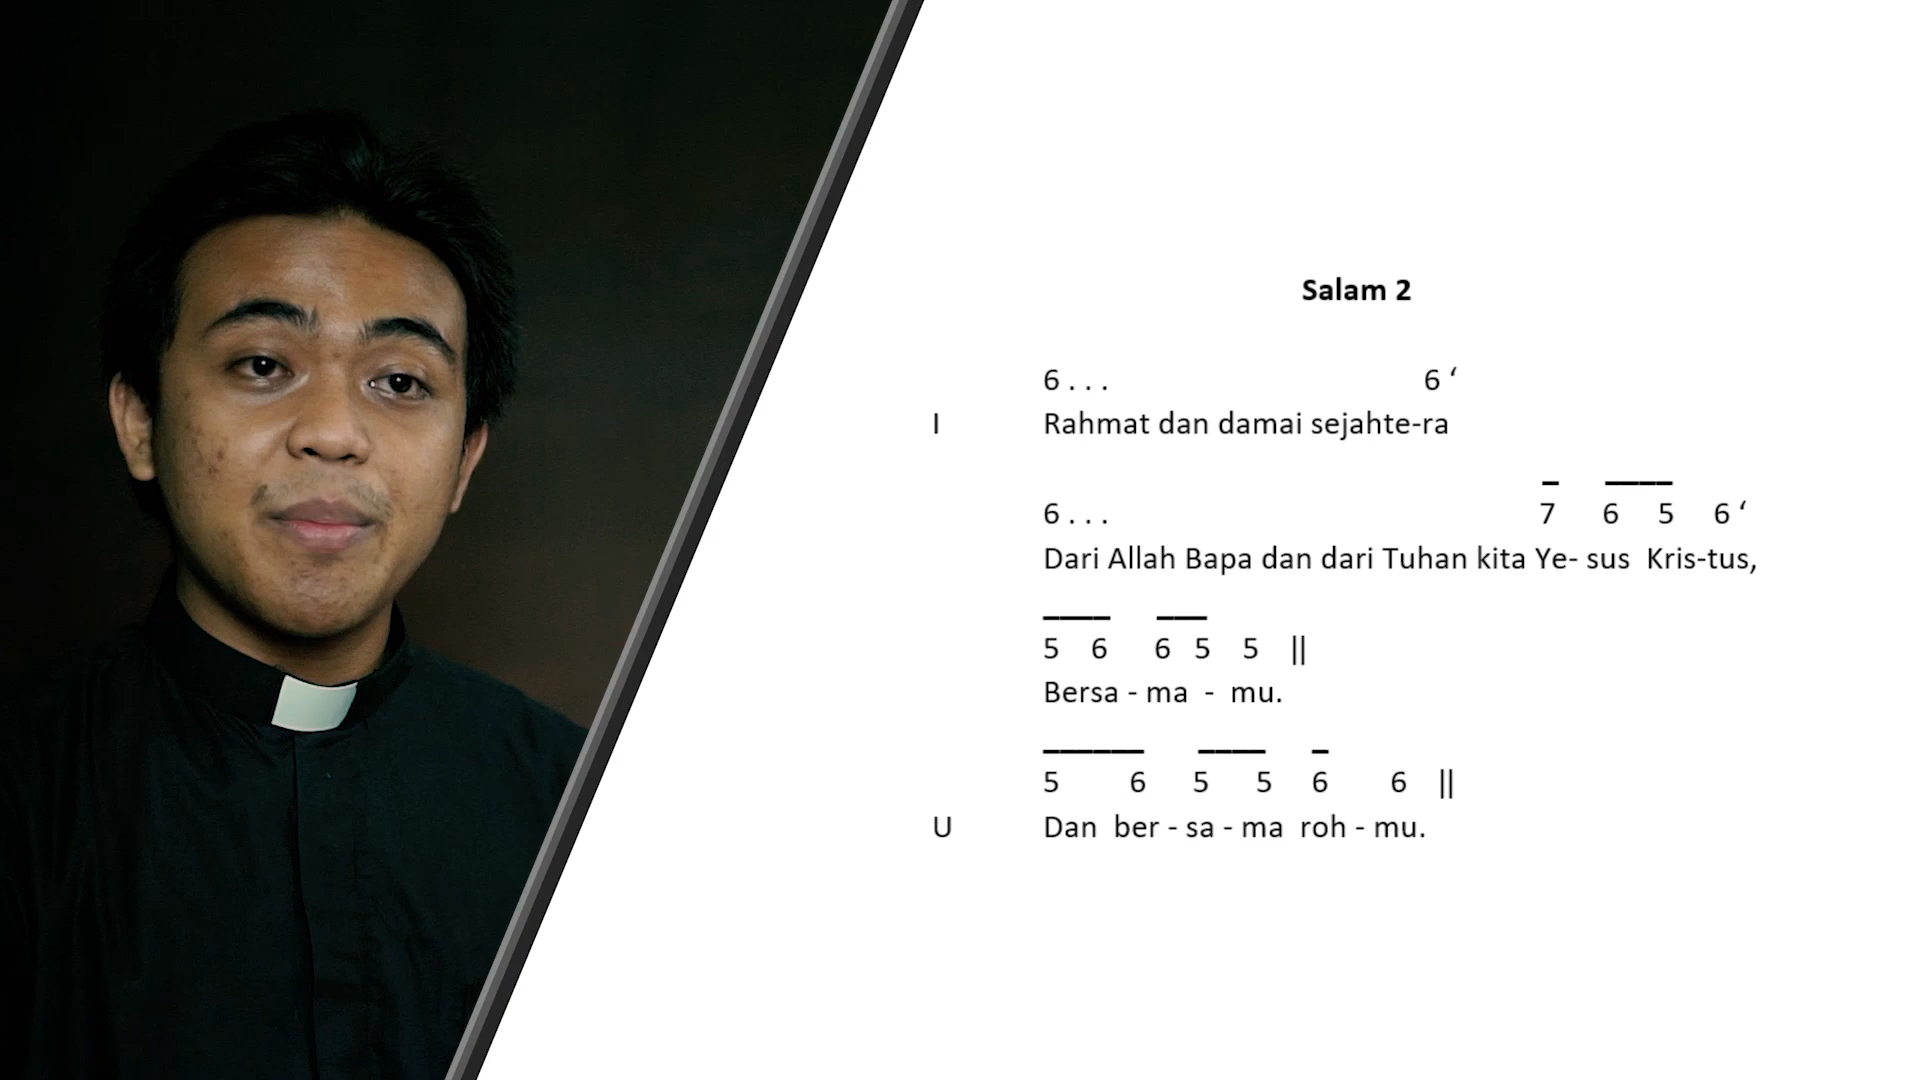 Salam 2
6 . . . 6 ‘
I Rahmat dan damai sejahte-ra
6 . . . 7 6 5 6 ‘
Dari Allah Bapa dan dari Tuhan kita Ye- sus Kris-tus,
5 6 6 5 5 ||
Bersa - ma - mu.
5 6 5 5 6 6 ||
U Dan ber - sa - ma roh - mu.